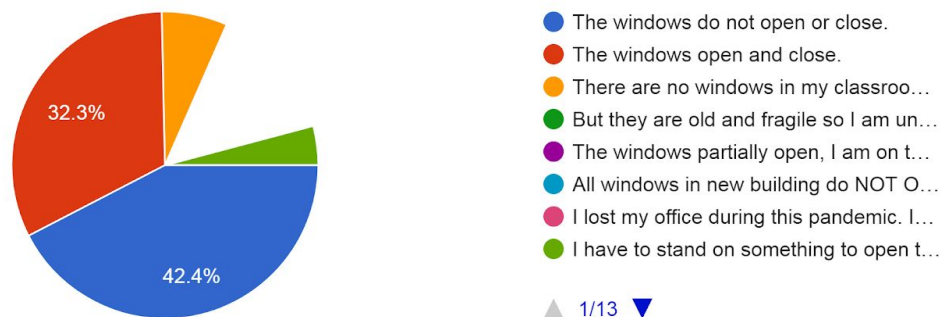 32.3%
42.4%
The windows do not open or close.
The windows open and close.
There are no windows in my classroo...
But they are old and fragile so I am un...
The windows partially open, I am on t...
All windows in new building do NOT O...
I lost my office during this pandemic. I...
I have to stand on something to open t...
1/13